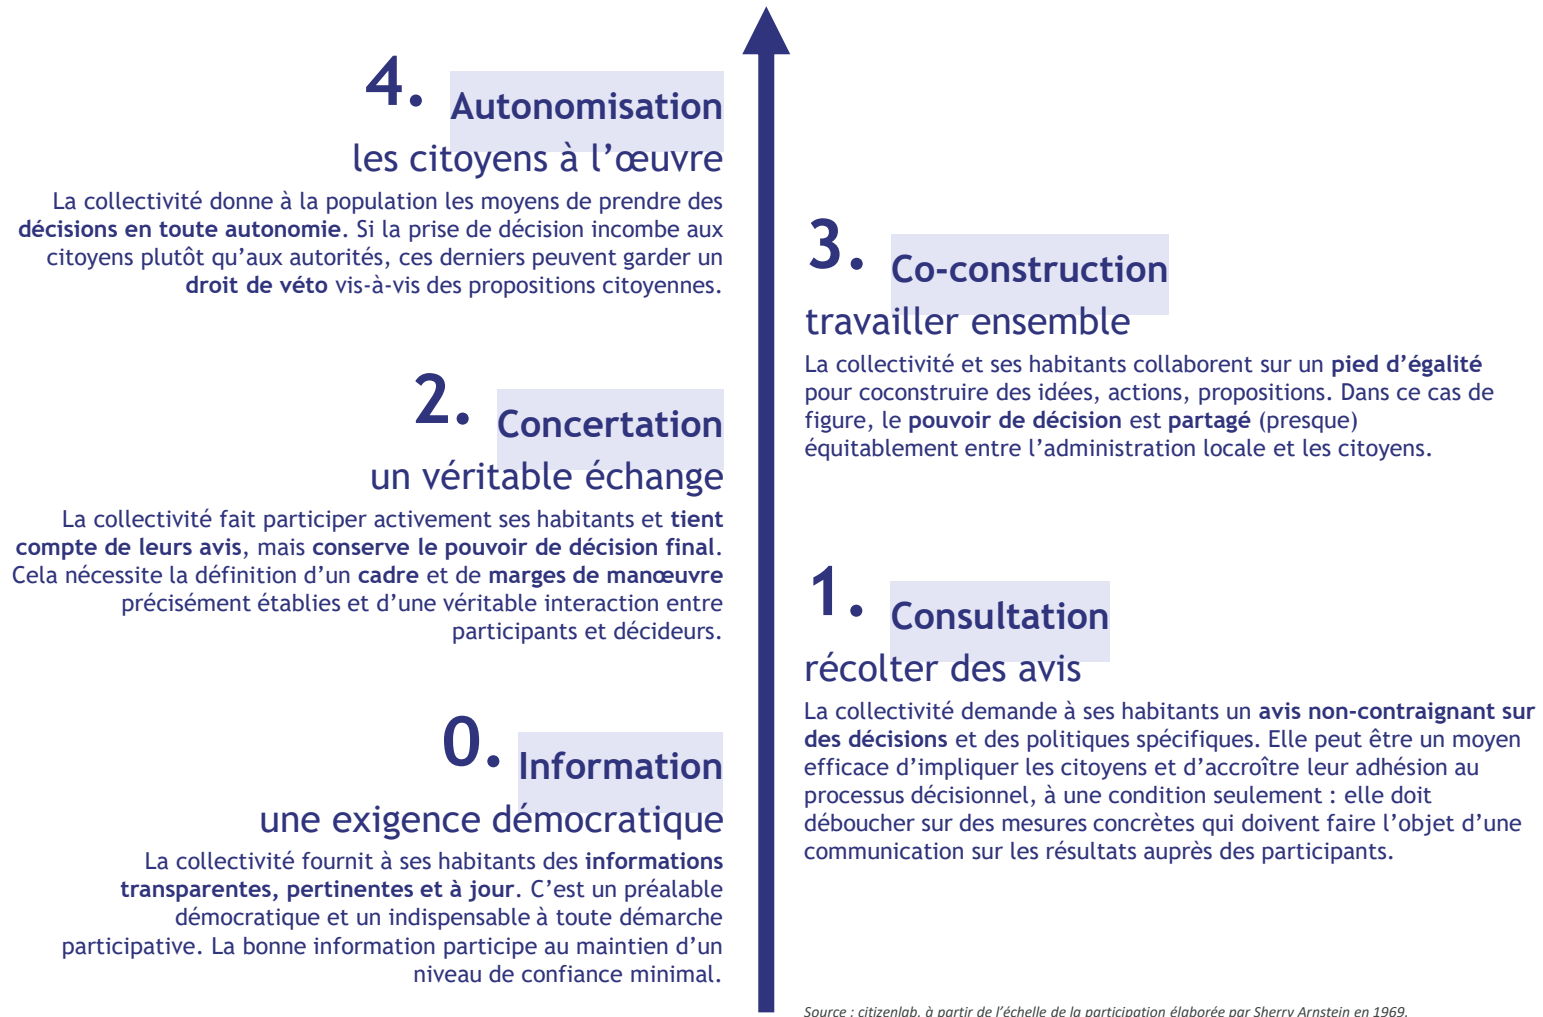 4. Autonomisation
les citoyens à l’œuvre
La collectivité donne à la population les moyens de prendre des
décisions en toute autonomie. Si la prise de décision incombe aux
citoyens plutôt qu’aux autorités, ces derniers peuvent garder un
droit de véto vis-à-vis des propositions citoyennes.
3. Co-construction
travailler ensemble
La collectivité et ses habitants collaborent sur un pied d’égalité
pour coconstruire des idées, actions, propositions. Dans ce cas de
figure, le pouvoir de décision est partagé (presque)
équitablement entre l’administration locale et les citoyens.
2. Concertation
un véritable échange
La collectivité fait participer activement ses habitants et tient
compte de leurs avis, mais conserve le pouvoir de décision final.
Cela nécessite la définition d’un cadre et de marges de manœuvre
précisément établies et d’une véritable interaction entre
participants et décideurs.
1. Consultation
récolter des avis
La collectivité demande à ses habitants un avis non-contraignant sur
des décisions et des politiques spécifiques. Elle peut être un moyen
efficace d’impliquer les citoyens et d’accroître leur adhésion au
processus décisionnel, à une condition seulement : elle doit
déboucher sur des mesures concrètes qui doivent faire l’objet d’une
communication sur les résultats auprès des participants.
0. Information
une exigence démocratique
La collectivité fournit à ses habitants des informations
transparentes, pertinentes et à jour. C’est un préalable
démocratique et un indispensable à toute démarche
participative. La bonne information participe au maintien d’un
niveau de confiance minimal.
Source : citizenlab, à partir de l’échelle de la participation élaborée par Sherry Arnstein en 1969.